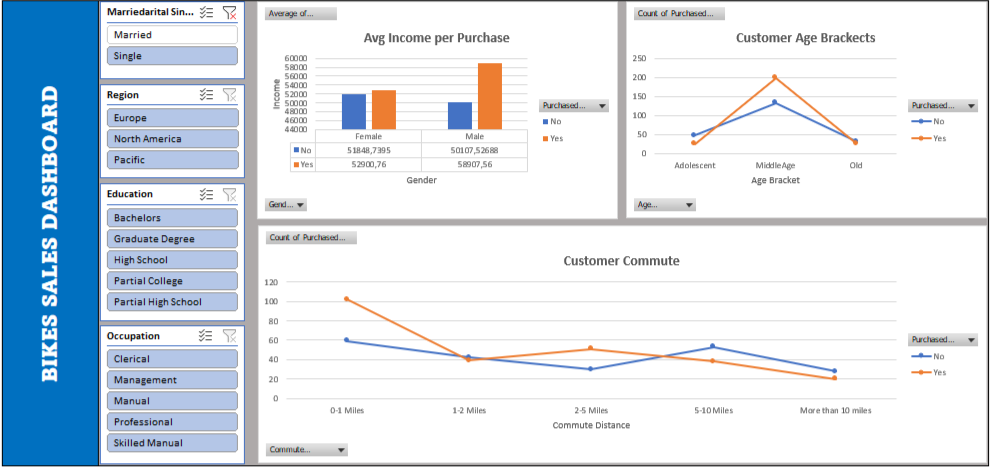 BIKES SALES DASHBOARD
Marriedarital Sin...
Married
Single
Region
Europe
North America
Pacific
Education
Bachelors
Graduate Degree
High School
Partial College
Partial High School
Occupation
Clerical
Management
Manual
Professional
Skilled Manual
Average of...
Avg Income per Purchase
60000
58000
56000
54000
52000
50000
48000
46000
44000
Income
Female Male
No 51848,7395 50107,52688
Yes 52900,76 58907,56
Gender
Purchased...
No
Yes
Gend...
Count of Purchased...
Customer Age Brackects
250
200
150
100
50
0
Adolescent MiddleAge Old
Age Bracket
Purchased...
No
Yes
Age...
Count of Purchased...
Customer Commute
120
100
80
60
40
20
0
0-1 Miles 1-2 Miles 2-5 Miles 5-10 Miles More than 10 miles
Commute Distance
Purchased...
No
Yes
Commute...